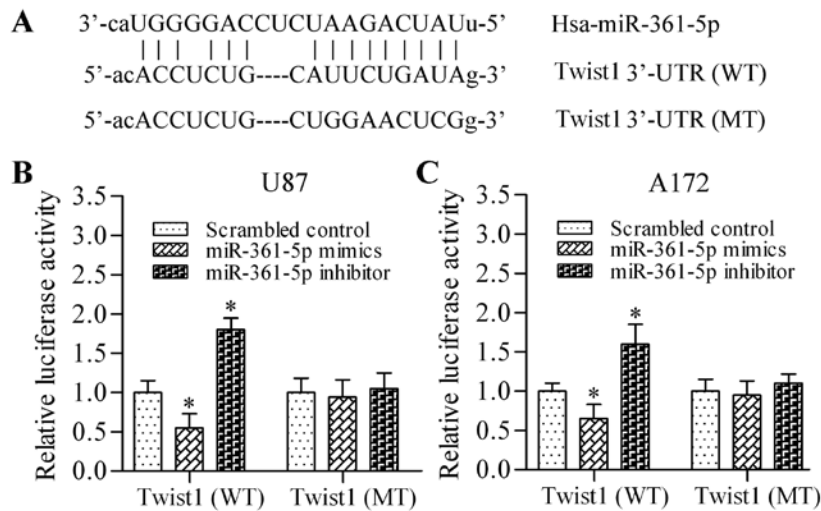 A
3’-caUGGGGACCUCUAAGACUAUu-5’ Hsa-miR-361-5p
5’-acACCUCUG----CAUUCUGAUAg-3’ Twist1 3’-UTR (WT)
5’-acACCUCUG----CUGGAACUCGg-3’ Twist1 3’-UTR (MT)
B
U87
Relative luciferase activity
3.5
3.0
2.5
2.0
1.5
1.0
0.5
0.0
Scrambled control
miR-361-5p mimics
miR-361-5p inhibitor
*
*
Twist1 (WT) Twist1 (MT)
C
A172
Relative luciferase activity
3.5
3.0
2.5
2.0
1.5
1.0
0.5
0.0
Scrambled control
miR-361-5p mimics
miR-361-5p inhibitor
*
*
Twist1 (WT) Twist1 (MT)